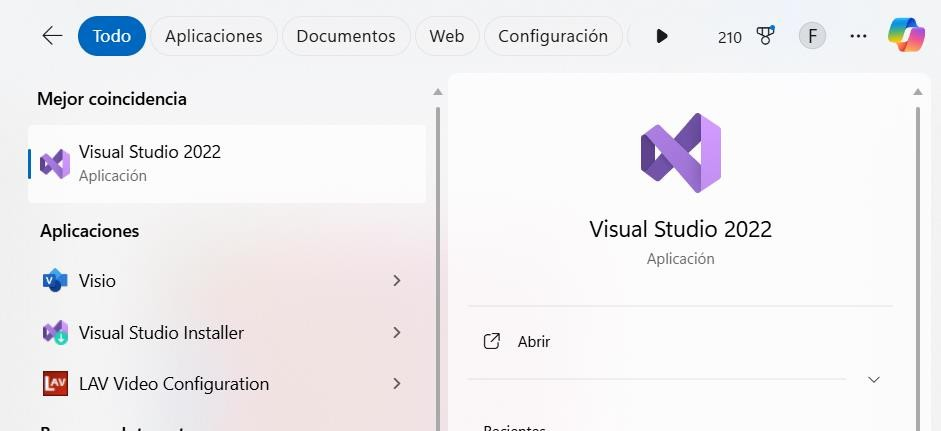 Todo Aplicaciones Documentos Web Configuración 210 F
Mejor coincidencia
Visual Studio 2022
Aplicación
Aplicaciones
Visio
Visual Studio Installer
LAV Video Configuration
Visual Studio 2022
Aplicación
Abrir
Recientes